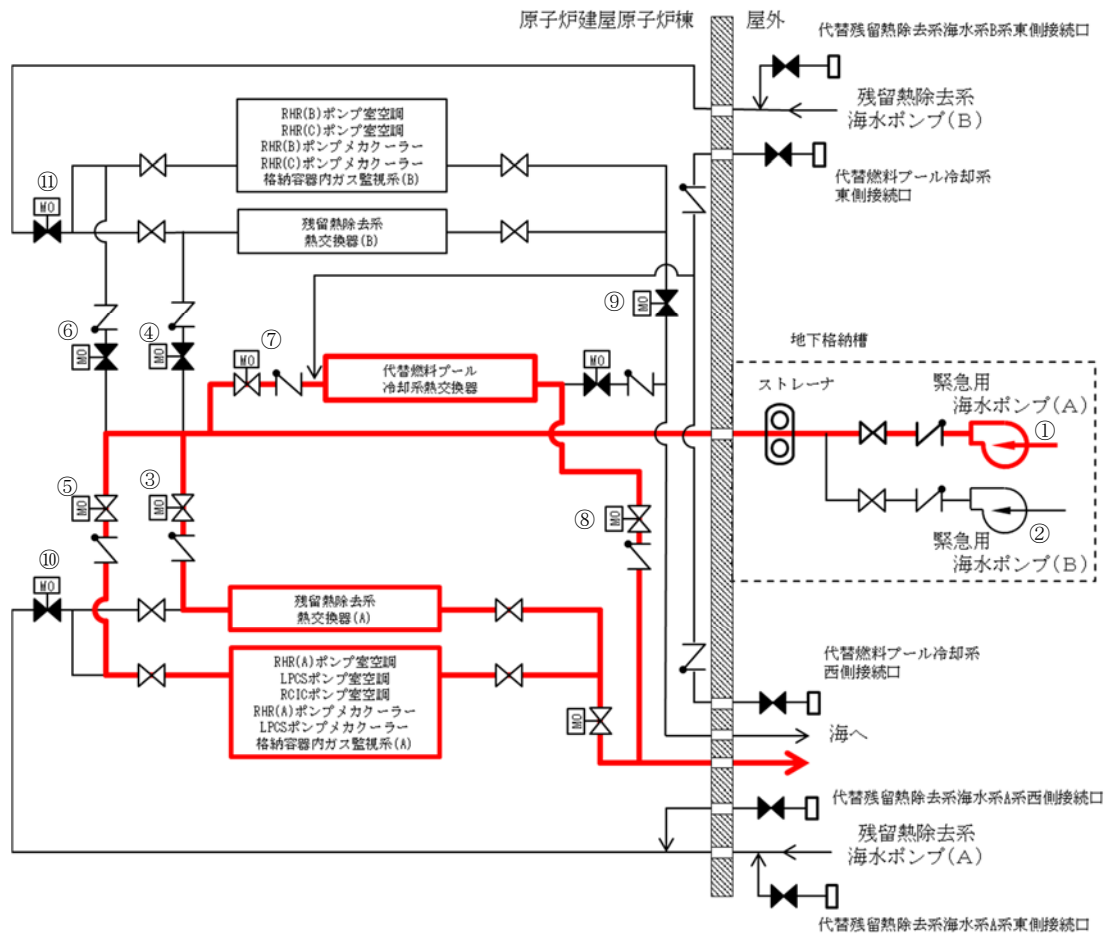 原子炉建屋原子炉棟
屋外
代替残留熱除去系海水系B系東側接続口
残留熱除去系
海水ポンプ(B)
代替燃料プール冷却系
東側接続口
RHR(B)ポンプ室空調
RHR(C)ポンプ室空調
RHR(B)ポンプメカクーラー
RHR(C)ポンプメカクーラー
格納容器内ガス監視系(B)
⑪
MO
残留熱除去系
熱交換器(B)
⑥
MO
④
MO
⑦
MO
代替燃料プール
冷却系熱交換器
MO
⑨
MO
地下格納槽
ストレーナ
緊急用
海水ポンプ(A)
①
緊急用
海水ポンプ(B)
②
⑤
MO
③
MO
⑧
MO
⑩
MO
残留熱除去系
熱交換器(A)
RHR(A)ポンプ室空調
LPCSポンプ室空調
RCICポンプ室空調
RHR(A)ポンプメカクーラー
LPCSポンプメカクーラー
格納容器内ガス監視系(A)
MO
代替燃料プール冷却系
西側接続口
海へ
代替残留熱除去系海水系A系西側接続口
残留熱除去系
海水ポンプ(A)
代替残留熱除去系海水系A系東側接続口